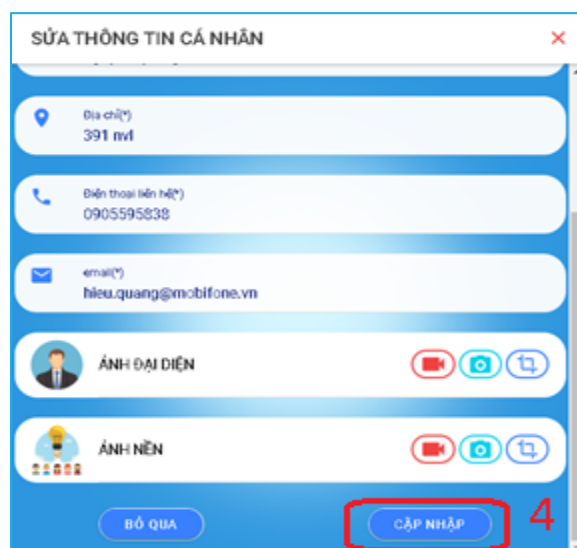 SỬA THÔNG TIN CÁ NHÂN
Địa chỉ(*)
391 nvl
Điện thoại liên hệ(*)
0905595838
email(*)
hieu.quang@mobifone.vn
ẢNH ĐẠI DIỆN
ẢNH NỀN
BỎ QUA
CẬP NHẬP
4